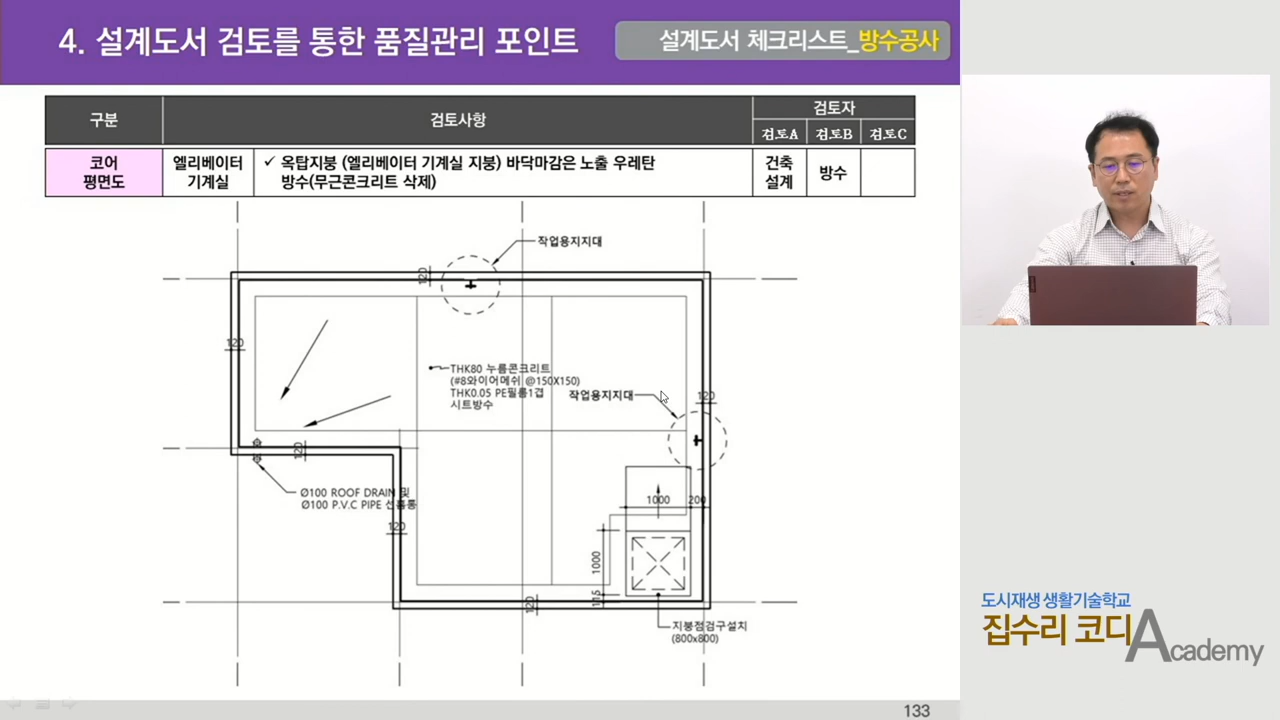 4. 설계도서 검토를 통한 품질관리 포인트
설계도서 체크리스트_방수공사
구분
검토사항
검토자
검토A
검토B
검토C
코어
평면도
엘리베이터
기계실
✓ 옥탑지붕 (엘리베이터 기계실 지붕) 바닥마감은 노출 우레탄
방수(무근콘크리트 삭제)
건축
설계
방수
작업용지지대
120
120
THK80 누름콘크리트
(#8와이어메쉬 @150X150)
THK0.05 PE필름1겹
시트방수
작업용지지대
120
120
Ø100 ROOF DRAIN 및
Ø100 P.V.C PIPE 선홈통
1000
200
120
1000
115
120
지붕점검구설치
(800x800)
도시재생 생활기술학교
집수리 코디Academy
133